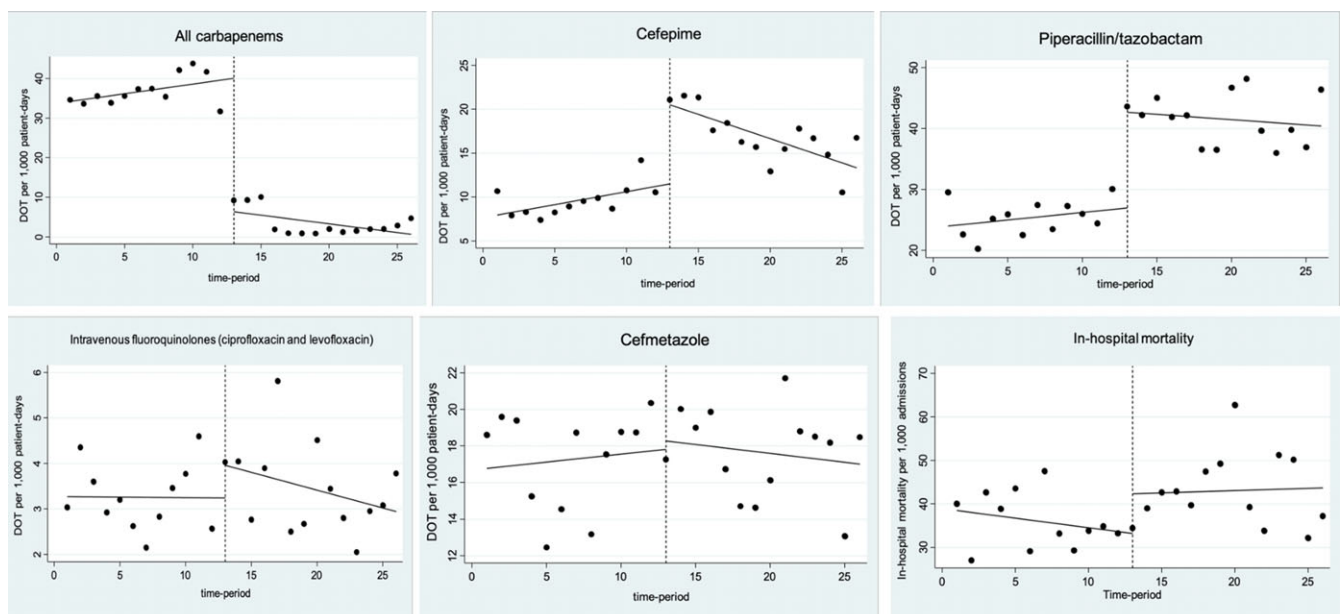 All carbapenems
DOT per 1,000 patient-days
40
30
20
10
0
0 5 10 15 20 25
time-period
Cefepime
DOT per 1,000 patient-days
25
20
15
10
5
0 5 10 15 20 25
time-period
Piperacillin/tazobactam
DOT per 1,000 patient-days
50
40
30
20
0 5 10 15 20 25
time-period
Intravenous fluoroquinolones (ciprofloxacin and levofloxacin)
DOT per 1,000 patient-days
6
5
4
3
2
0 5 10 15 20 25
time-period
Cefmetazole
DOT per 1,000 patient-days
22
20
18
16
14
12
0 5 10 15 20 25
time-period
In-hospital mortality
In-hospital mortality per 1,000 admissions
70
60
50
40
30
0 5 10 15 20 25
Time-period